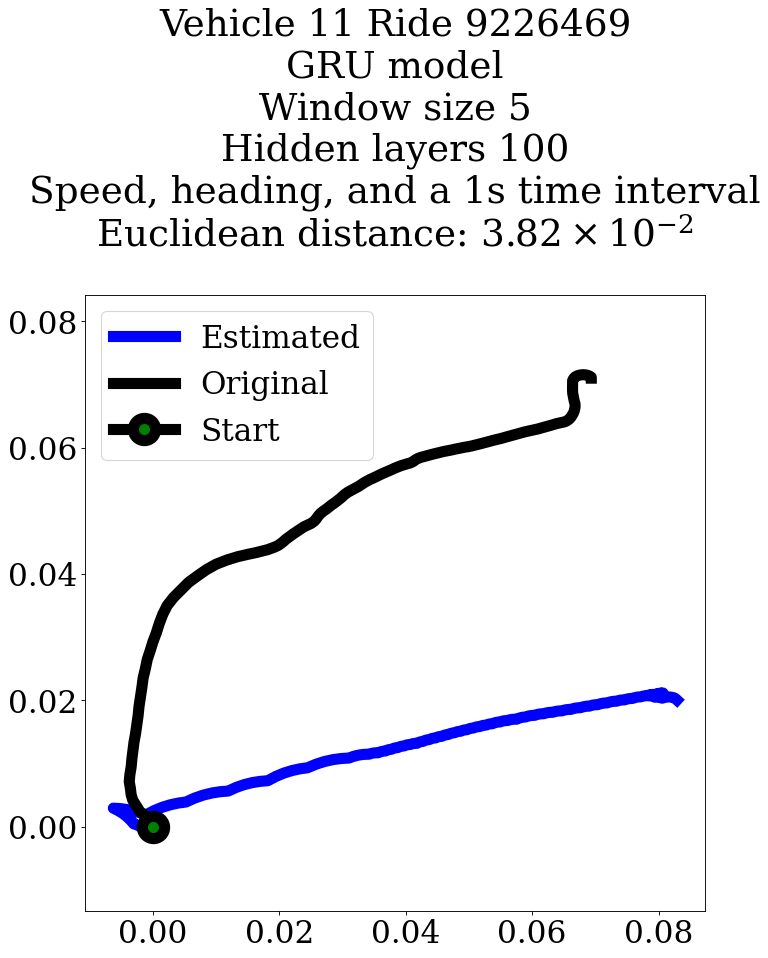 Vehicle 11 Ride 9226469
GRU model
Window size 5
Hidden layers 100
Speed, heading, and a 1s time interval
Euclidean distance: 3.82 × 10⁻²
Estimated
Original
Start
0.08
0.06
0.04
0.02
0.00
0.00 0.02 0.04 0.06 0.08